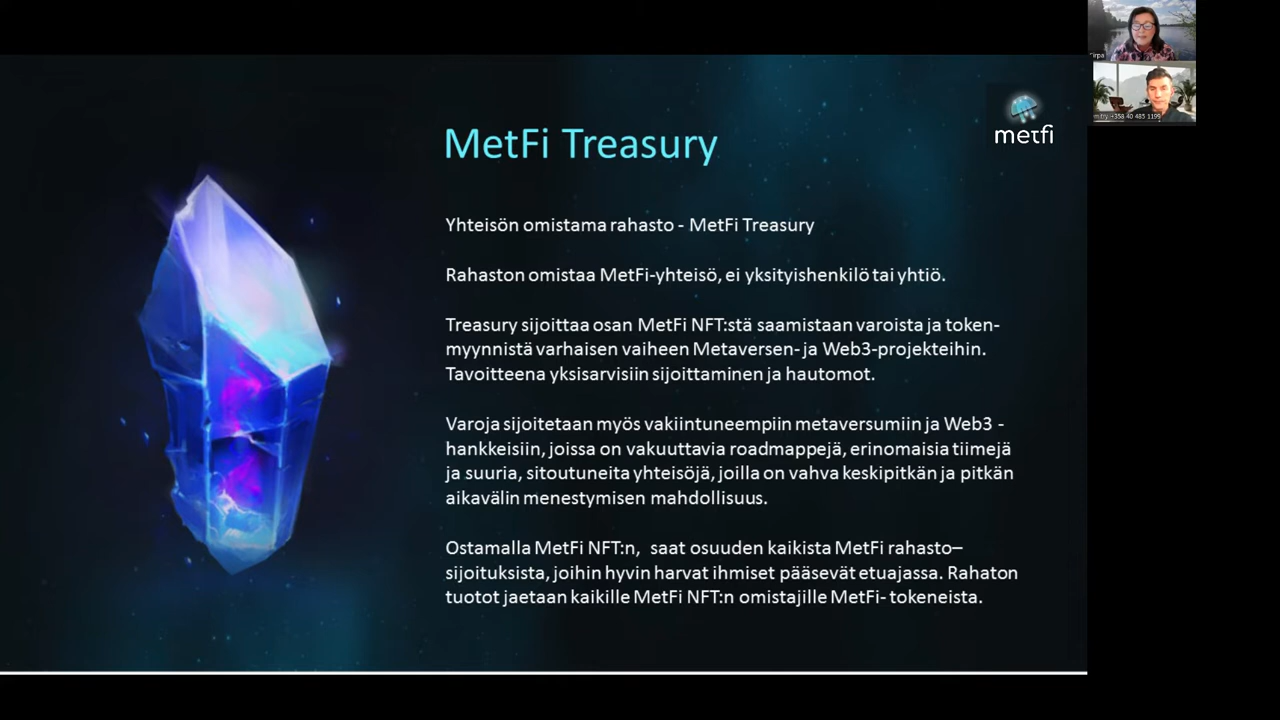 MetFi Treasury
metfi
Yhteisön omistama rahasto - MetFi Treasury
Rahaston omistaa MetFi-yhteisö, ei yksityishenkilö tai yhtiö.
Treasury sijoittaa osan MetFi NFT:stä saamistaan varoista ja token-
myynnistä varhaisen vaiheen Metaversen- ja Web3-projekteihin.
Tavoitteena yksisarvisiin sijoittaminen ja hautomot.
Varoja sijoitetaan myös vakiintuneempiin metaversumiin ja Web3 -
hankkeisiin, joissa on vakuuttavia roadmappejä, erinomaisia tiimejä
ja suuria, sitoutuneita yhteisöjä, joilla on vahva keskipitkän ja pitkän
aikavälin menestymisen mahdollisuus.
Ostamalla MetFi NFT:n, saat osuuden kaikista MetFi rahasto–
sijoituksista, joihin hyvin harvat ihmiset pääsevät etuajassa. Rahaton
tuotot jaetaan kaikille MetFi NFT:n omistajille MetFi- tokeneista.
+358 40 485 1199